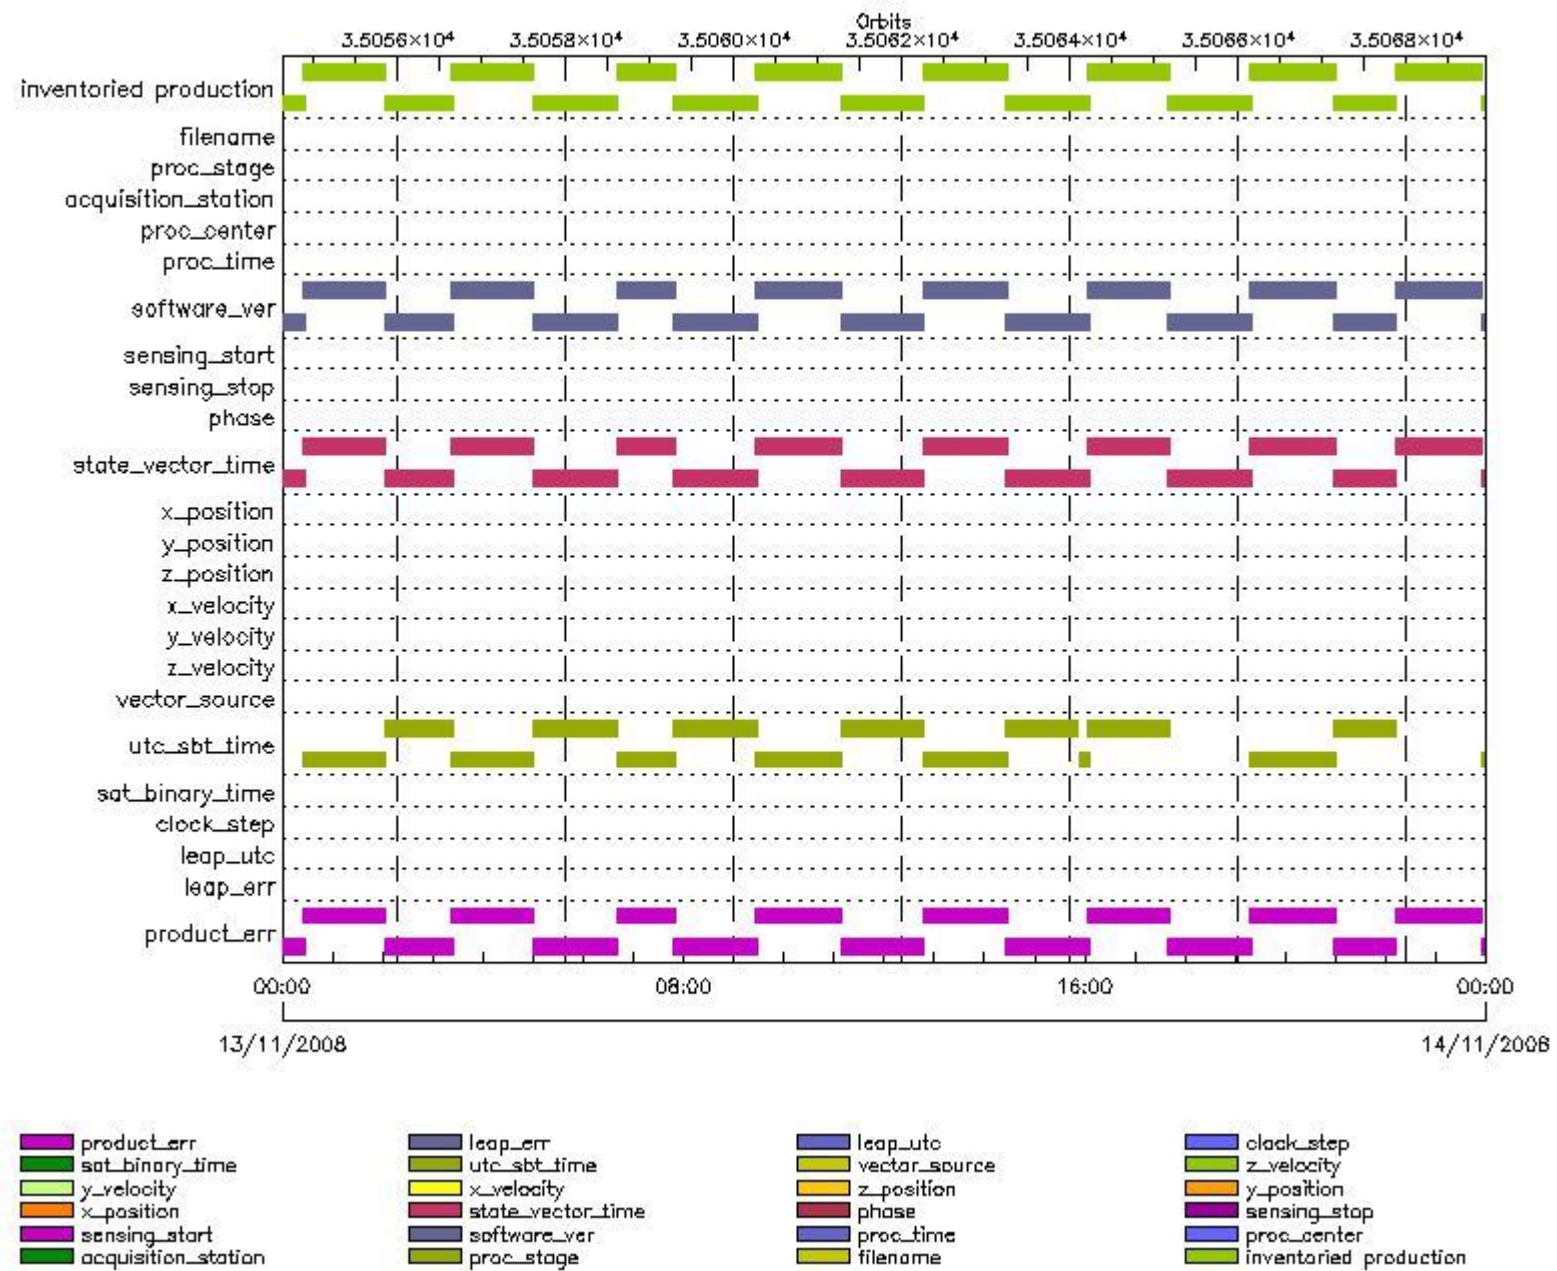 Orbits
3.5056×10⁴ 3.5058×10⁴ 3.5060×10⁴ 3.5062×10⁴ 3.5064×10⁴ 3.5066×10⁴ 3.5068×10⁴
inventoried production
filename
proc_stage
acquisition_station
proc_center
proc_time
software_ver
sensing_start
sensing_stop
phase
state_vector_time
x_position
y_position
z_position
x_velocity
y_velocity
z_velocity
vector_source
utc_sbt_time
sat_binary_time
clock_step
leap_utc
leap_err
product_err
00:00 08:00 16:00 00:00
13/11/2008 14/11/2008
product_err leap_err leap_utc clock_step
sat_binary_time utc_sbt_time vector_source z_velocity
y_velocity x_velocity z_position y_position
x_position state_vector_time phase sensing_stop
sensing_start software_ver proc_time proc_center
acquisition_station proc_stage filename inventoried production